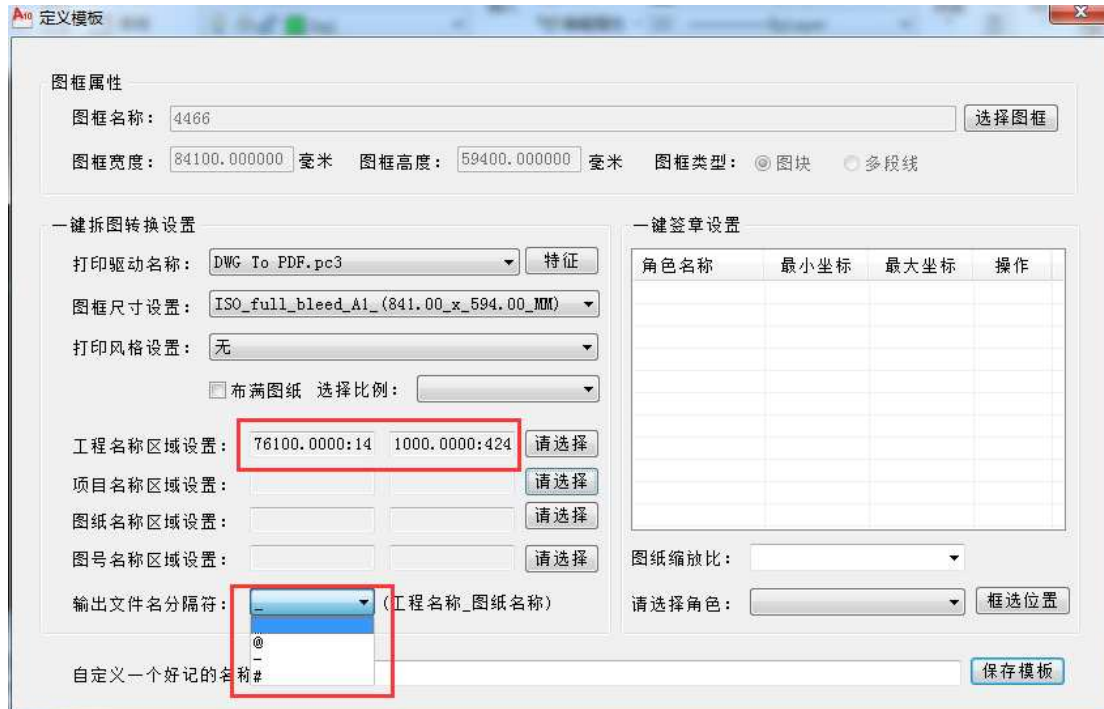 定义模板
图框属性
图框名称： 4466 选择图框
图框宽度： 84100.000000 毫米 图框高度： 59400.000000 毫米 图框类型： 图块 多段线
一键拆图转换设置
打印驱动名称： DWG To PDF.pc3 特征
图框尺寸设置： ISO_full_bleed_A1_(841.00_x_594.00_MM)
打印风格设置： 无
布满图纸 选择比例：
工程名称区域设置： 76100.0000:14 1000.0000:424 请选择
项目名称区域设置： 请选择
图纸名称区域设置： 请选择
图号名称区域设置： 请选择
输出文件名分隔符： _ (工程名称_图纸名称)
@
_
#
自定义一个好记的名称
一键签章设置
角色名称 最小坐标 最大坐标 操作
图纸缩放比：
请选择角色： 框选位置
保存模板